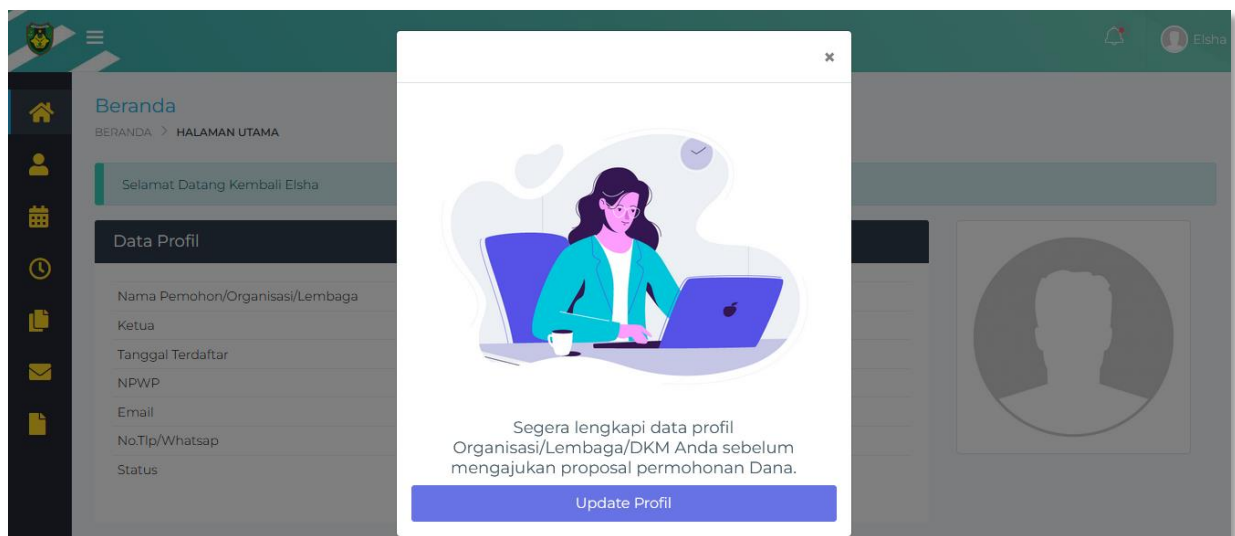 Elsha
×
Beranda
BERANDA > HALAMAN UTAMA
Selamat Datang Kembali Elsha
Data Profil
Nama Pemohon/Organisasi/Lembaga
Ketua
Tanggal Terdaftar
NPWP
Email
No.Tlp/Whatsap
Status
Segera lengkapi data profil
Organisasi/Lembaga/DKM Anda sebelum
mengajukan proposal permohonan Dana.
Update Profil